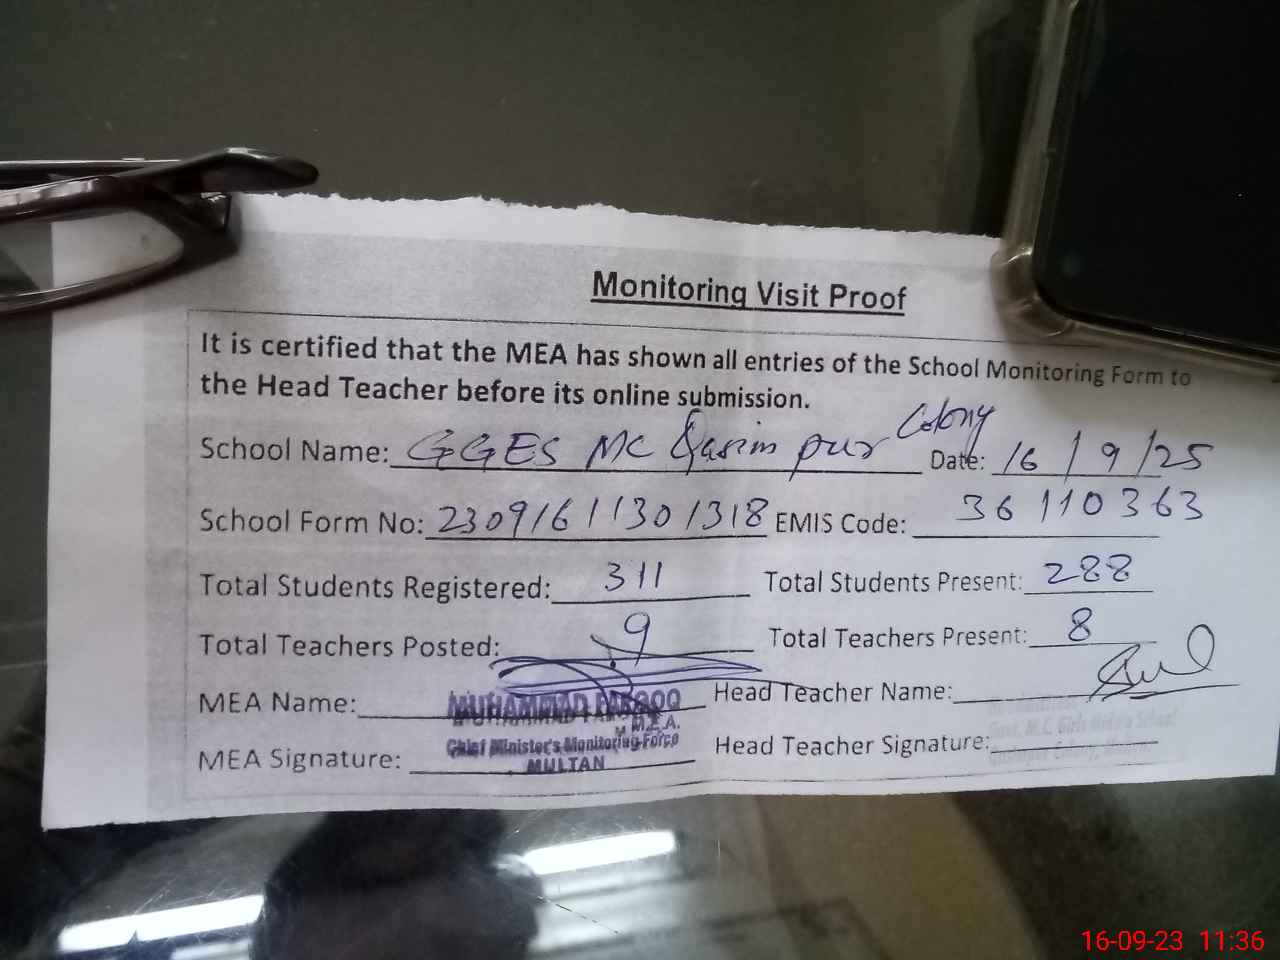 Monitoring Visit Proof
It is certified that the MEA has shown all entries of the School Monitoring Form to
the Head Teacher before its online submission.
School Name: GGES MC Qasim pur Colony Date: 16/9/25
School Form No: 23091611301318 EMIS Code: 36110363
Total Students Registered: 311 Total Students Present: 288
Total Teachers Posted: 9 Total Teachers Present: 8
MEA Name: MUHAMMAD FAROOQ Head Teacher Name:
M.E.A.
Chief Minister's Monitoring Force
MEA Signature: MULTAN Head Teacher Signature:
16-09-23 11:36